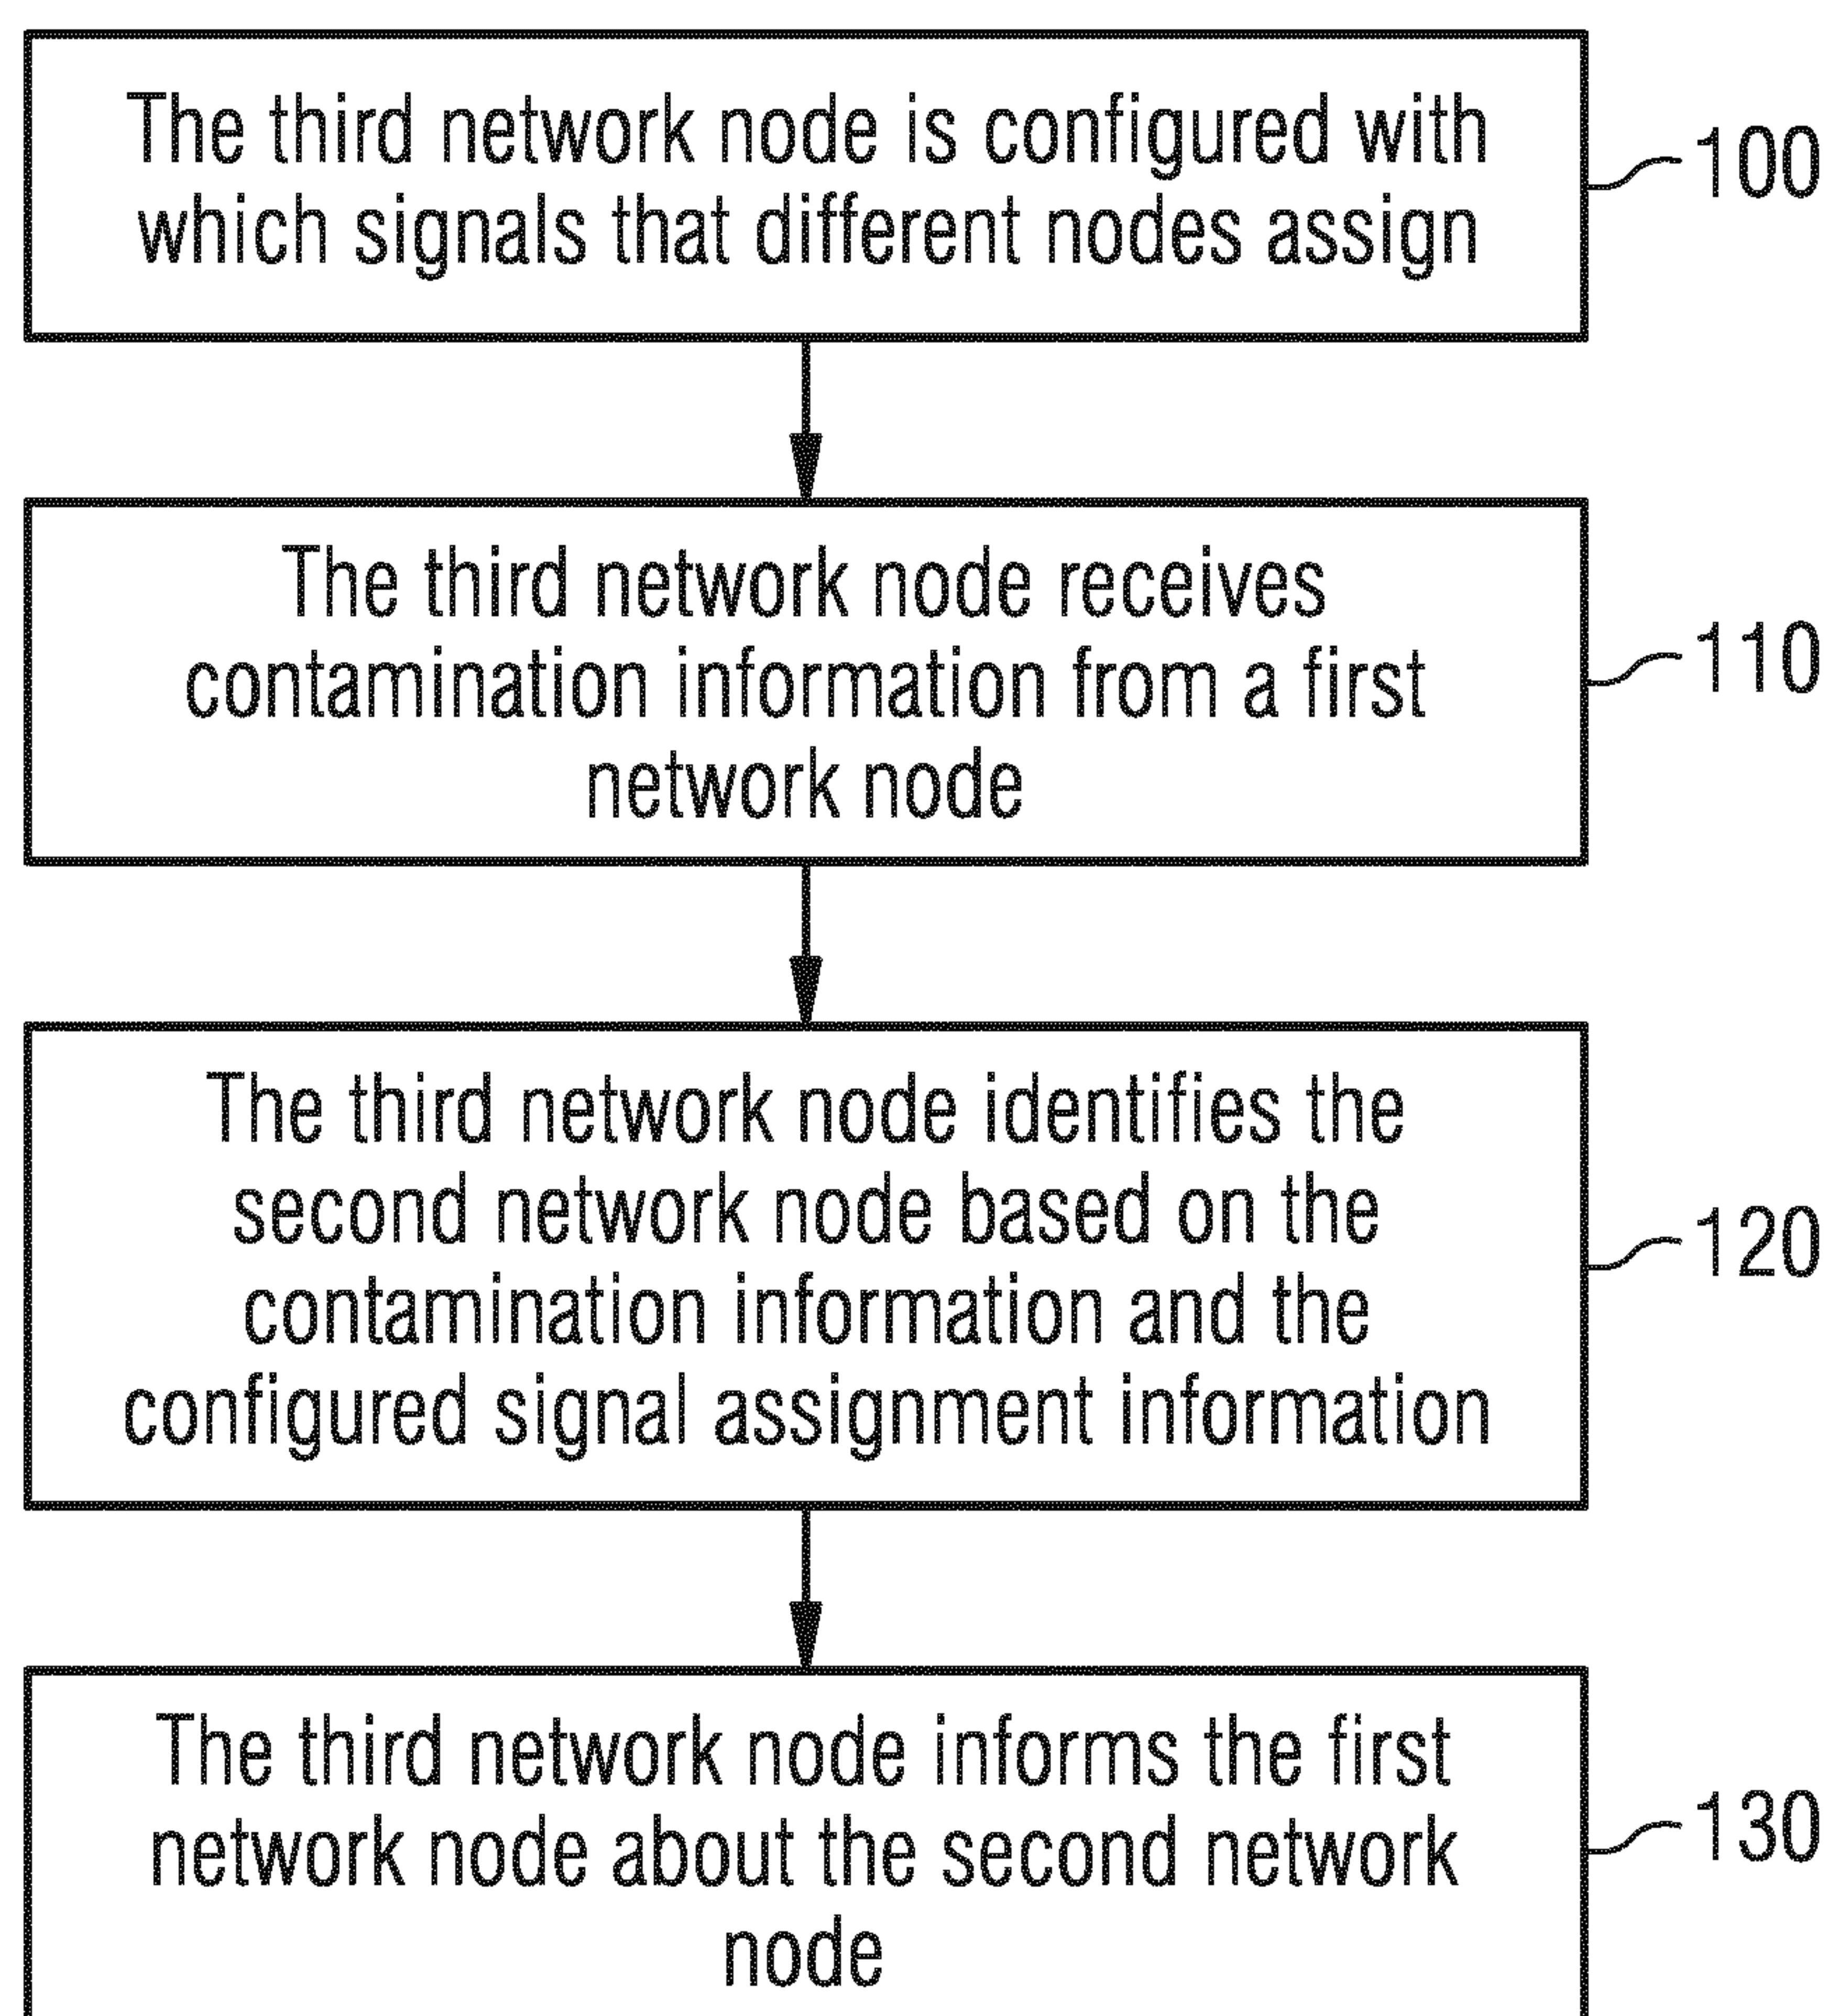 The third network node is configured with
which signals that different nodes assign
100
The third network node receives
contamination information from a first
network node
110
The third network node identifies the
second network node based on the
contamination information and the
configured signal assignment information
120
The third network node informs the first
network node about the second network
node
130